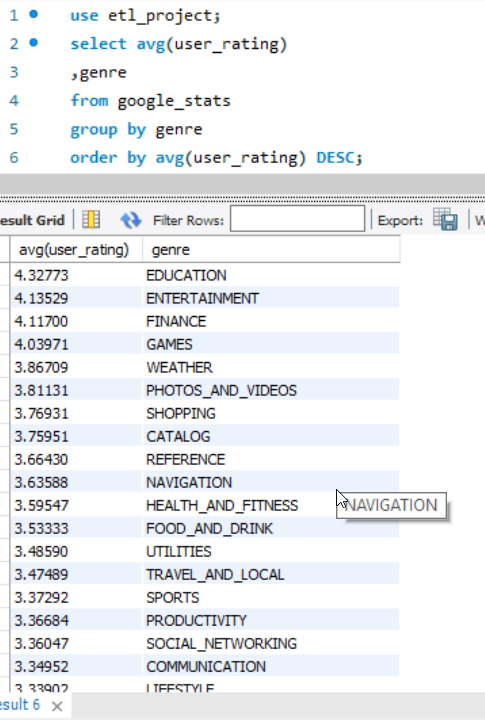 1 use etl_project;
2 select avg(user_rating)
3 ,genre
4 from google_stats
5 group by genre
6 order by avg(user_rating) DESC;
esult Grid Filter Rows: Export: W
avg(user_rating) genre
4.32773 EDUCATION
4.13529 ENTERTAINMENT
4.11700 FINANCE
4.03971 GAMES
3.86709 WEATHER
3.81131 PHOTOS_AND_VIDEOS
3.76931 SHOPPING
3.75951 CATALOG
3.66430 REFERENCE
3.63588 NAVIGATION
3.59547 HEALTH_AND_FITNESS NAVIGATION
3.53333 FOOD_AND_DRINK
3.48590 UTILITIES
3.47489 TRAVEL_AND_LOCAL
3.37292 SPORTS
3.36684 PRODUCTIVITY
3.36047 SOCIAL_NETWORKING
3.34952 COMMUNICATION
3.33902 LIFESTYLE
esult 6